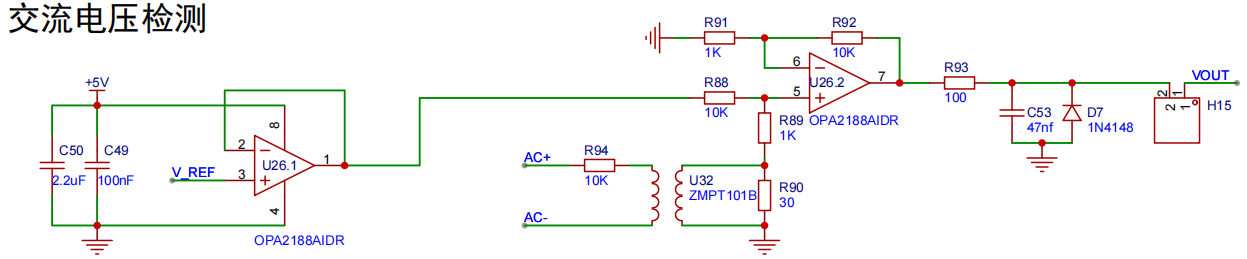 交流电压检测
+5V
C50
2.2uF
C49
100nF
8
2
3
1
4
U26.1
OPA2188AIDR
V_REF
R91
1K
R92
10K
6
5
7
U26.2
OPA2188AIDR
R88
10K
R89
1K
R93
100
C53
47nf
D7
1N4148
VOUT
2
1
2
1
H15
AC+
R94
10K
U32
ZMPT101B
R90
30
AC-